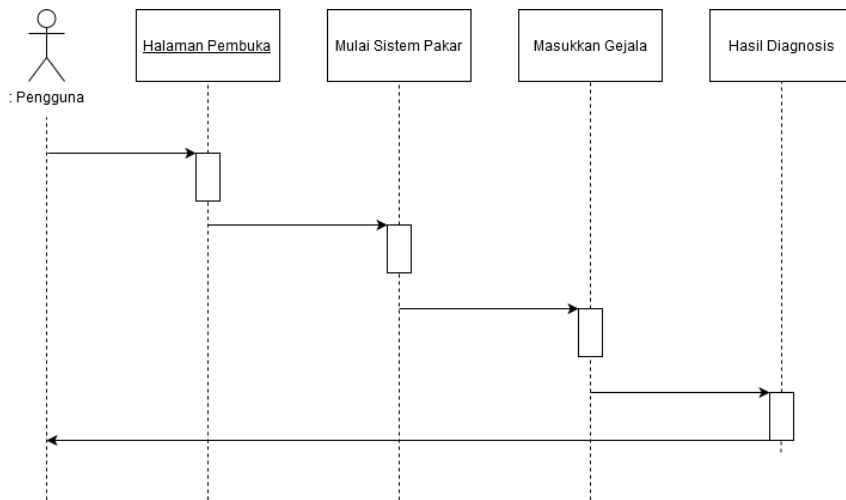 Halaman Pembuka
Mulai Sistem Pakar
Masukkan Gejala
Hasil Diagnosis
: Pengguna